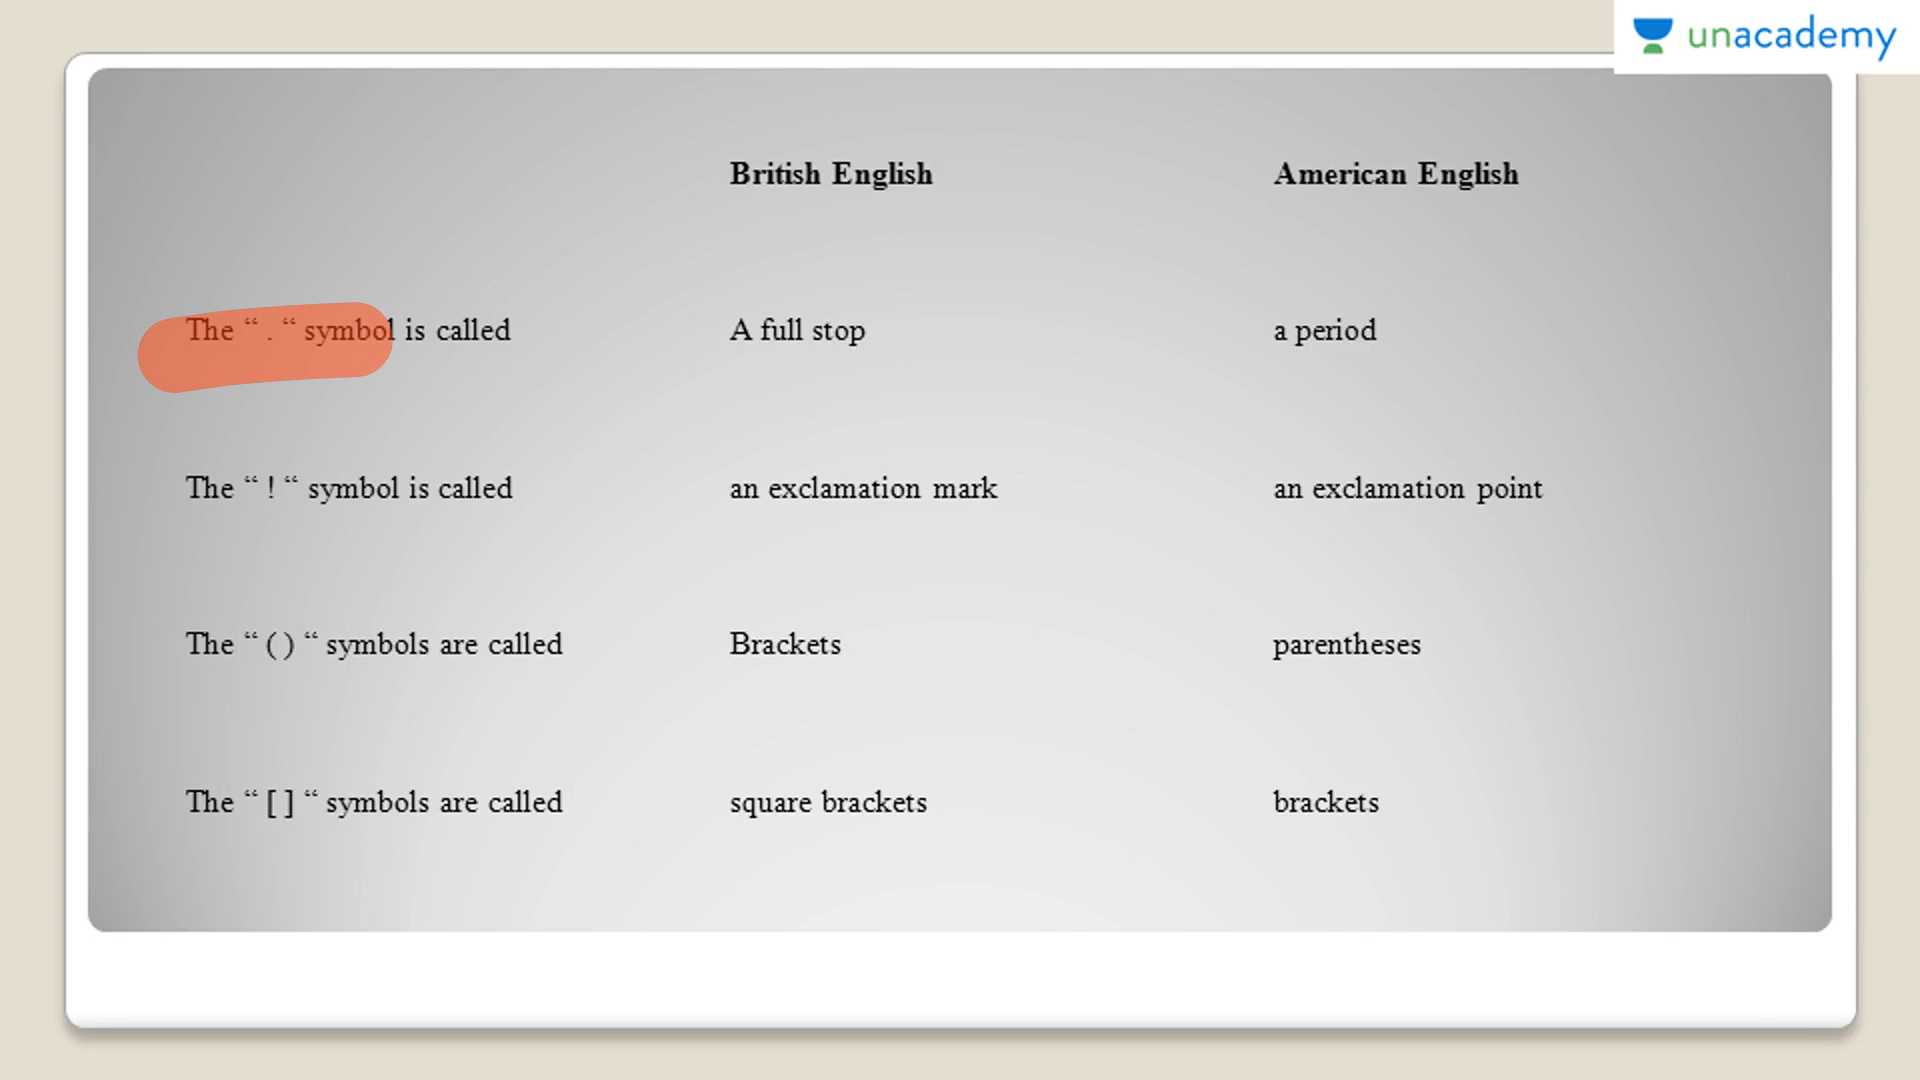 unacademy
British English American English
The “ . “ symbol is called A full stop a period
The “ ! “ symbol is called an exclamation mark an exclamation point
The “ ( ) “ symbols are called Brackets parentheses
The “ [ ] “ symbols are called square brackets brackets